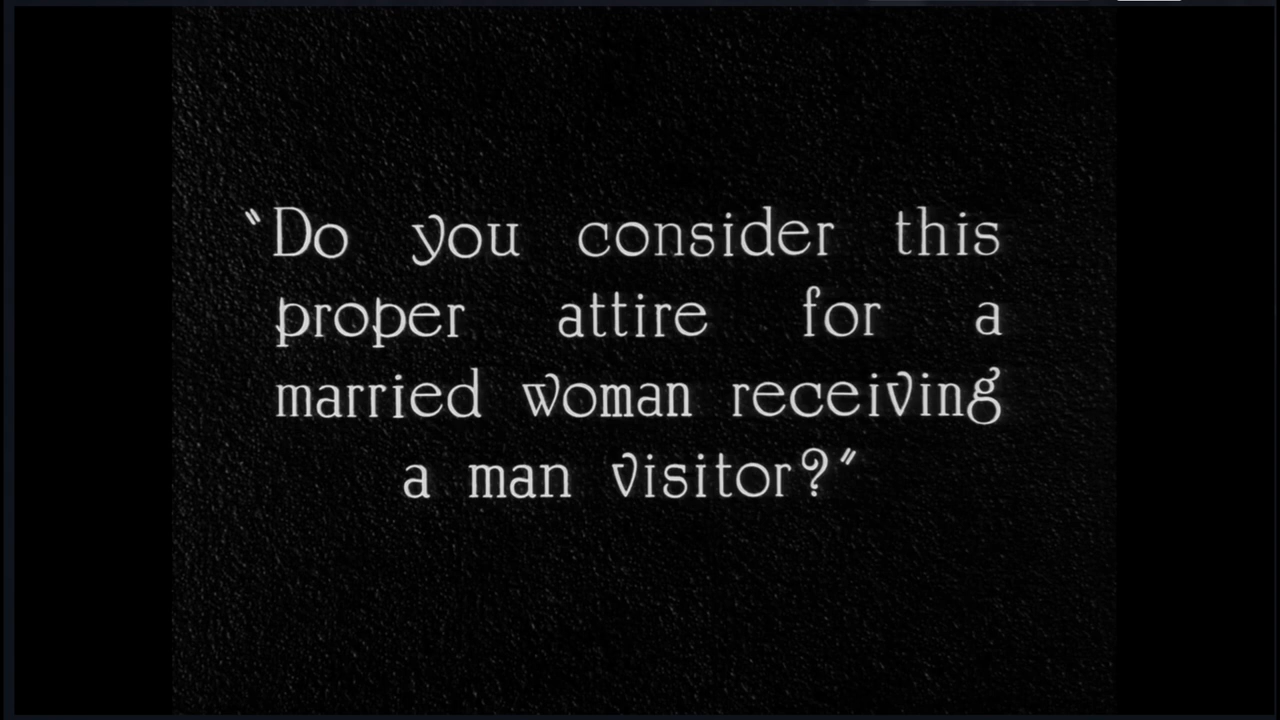 "Do you consider this
proper attire for a
married woman receiving
a man visitor?"